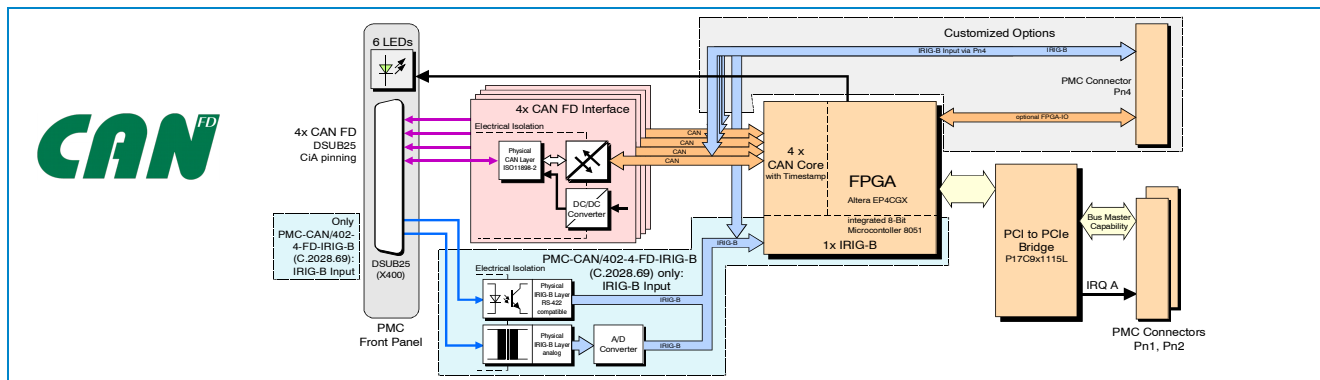 CAN FD
6 LEDs
4x CAN FD
DSUB25
CiA pinning
Only
PMC-CAN/402-
4-FD-IRIG-B
(C.2028.69):
IRIG-B Input
DSUB25
(X400)
PMC
Front Panel
4x CAN FD Interface
Electrical Isolation
Physical
CAN Layer
ISO11898-2
DC/DC
Converter
CAN
CAN
CAN
CAN
Customized Options
IRIG-B Input via Pn4
IRIG-B
PMC Connector
Pn4
optional FPGA-IO
4 x
CAN Core
with Timestamp
FPGA
Altera EP4CGX
integrated 8-Bit
Microcontoller 8051
1x IRIG-B
IRIG-B
PMC-CAN/402-4-FD-IRIG-B
(C.2028.69) only:
IRIG-B Input
Electrical Isolation
Physical
IRIG-B Layer
RS-422
compatible
IRIG-B
Physical
IRIG-B Layer
analog
A/D
Converter
IRIG-B
PCI to PCIe
Bridge
P17C9x1115L
Bus Master
Capability
IRQ A
PMC Connectors
Pn1, Pn2